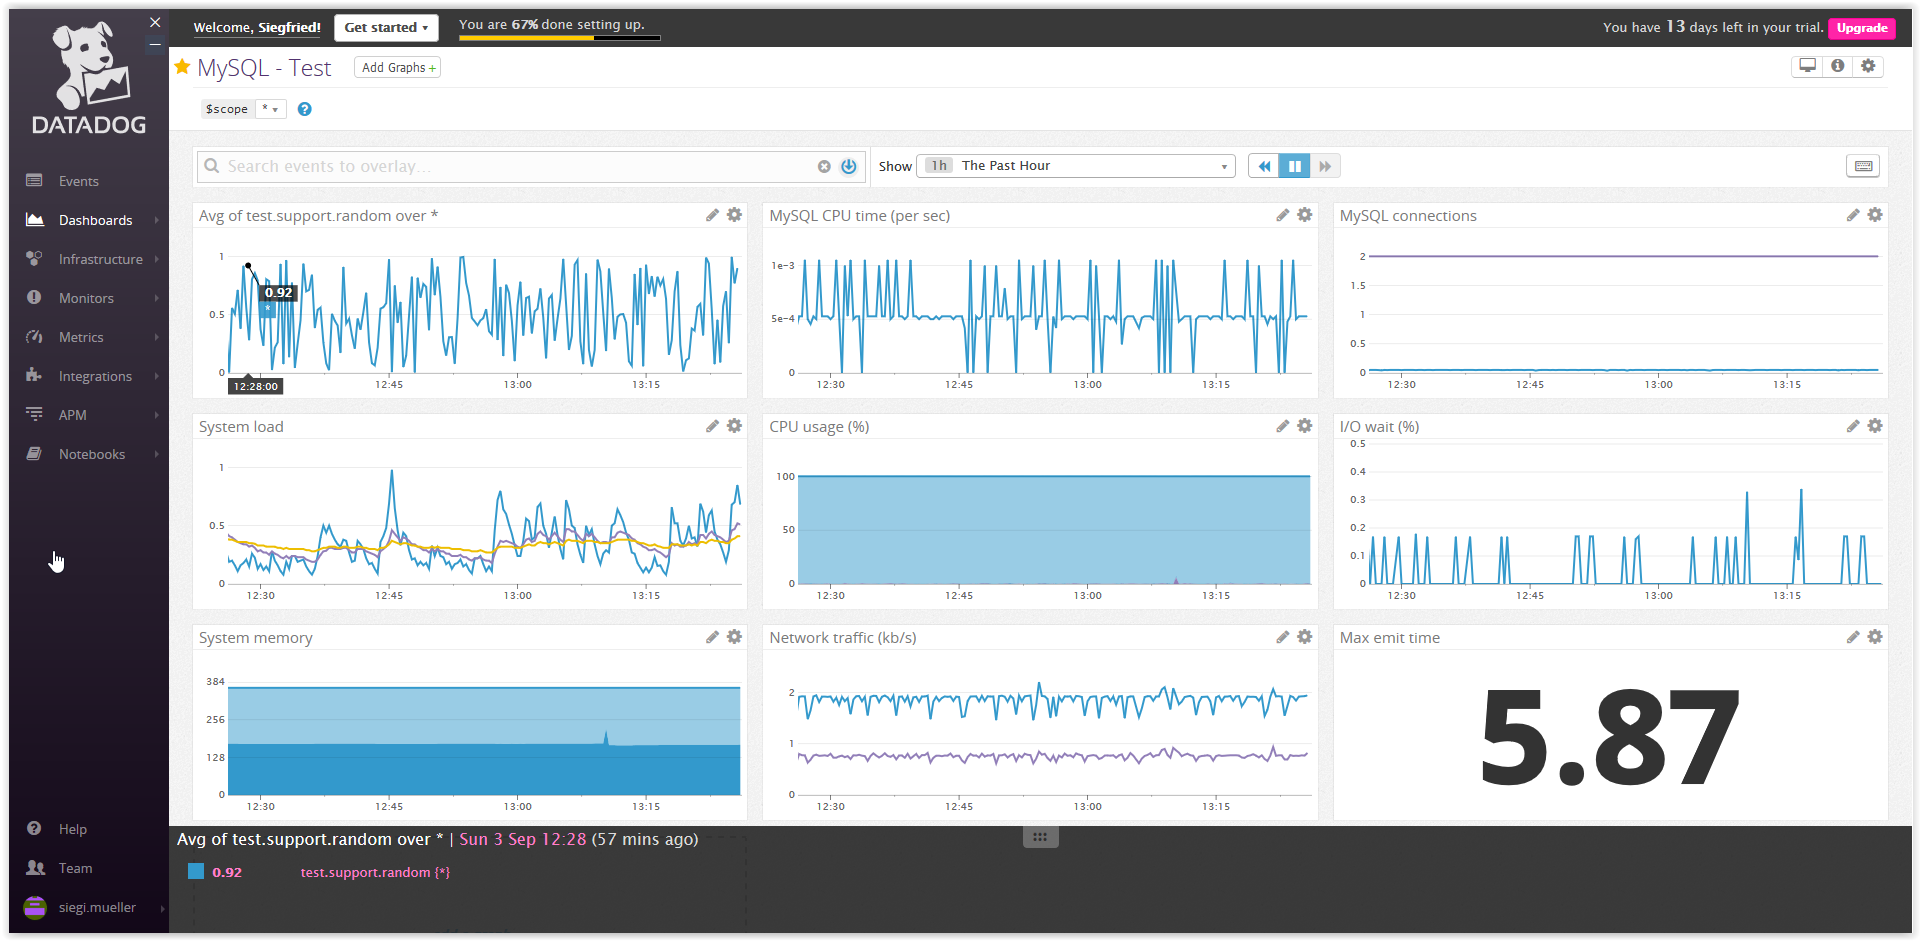 DATADOG
Events
Dashboards
Infrastructure
Monitors
Metrics
Integrations
APM
Notebooks
Help
Team
siegi.mueller
Welcome, Siegfried!
Get started
You are 67% done setting up.
You have 13 days left in your trial.
Upgrade
MySQL - Test
Add Graphs+
$scope
*
Search events to overlay...
Show
1h
The Past Hour
Avg of test.support.random over *
1
0.5
0
0.92
*
12:28:00
12:45
13:00
13:15
MySQL CPU time (per sec)
1e-3
5e-4
0
12:30
12:45
13:00
13:15
MySQL connections
2
1.5
1
0.5
0
12:30
12:45
13:00
13:15
System load
1
0.5
0
12:30
12:45
13:00
13:15
CPU usage (%)
100
50
0
12:30
12:45
13:00
13:15
I/O wait (%)
0.5
0.4
0.3
0.2
0.1
0
12:30
12:45
13:00
13:15
System memory
384
256
128
0
12:30
12:45
13:00
13:15
Network traffic (kb/s)
2
1
0
12:30
12:45
13:00
13:15
Max emit time
5.87
Avg of test.support.random over * | Sun 3 Sep 12:28 (57 mins ago)
0.92
test.support.random {*}